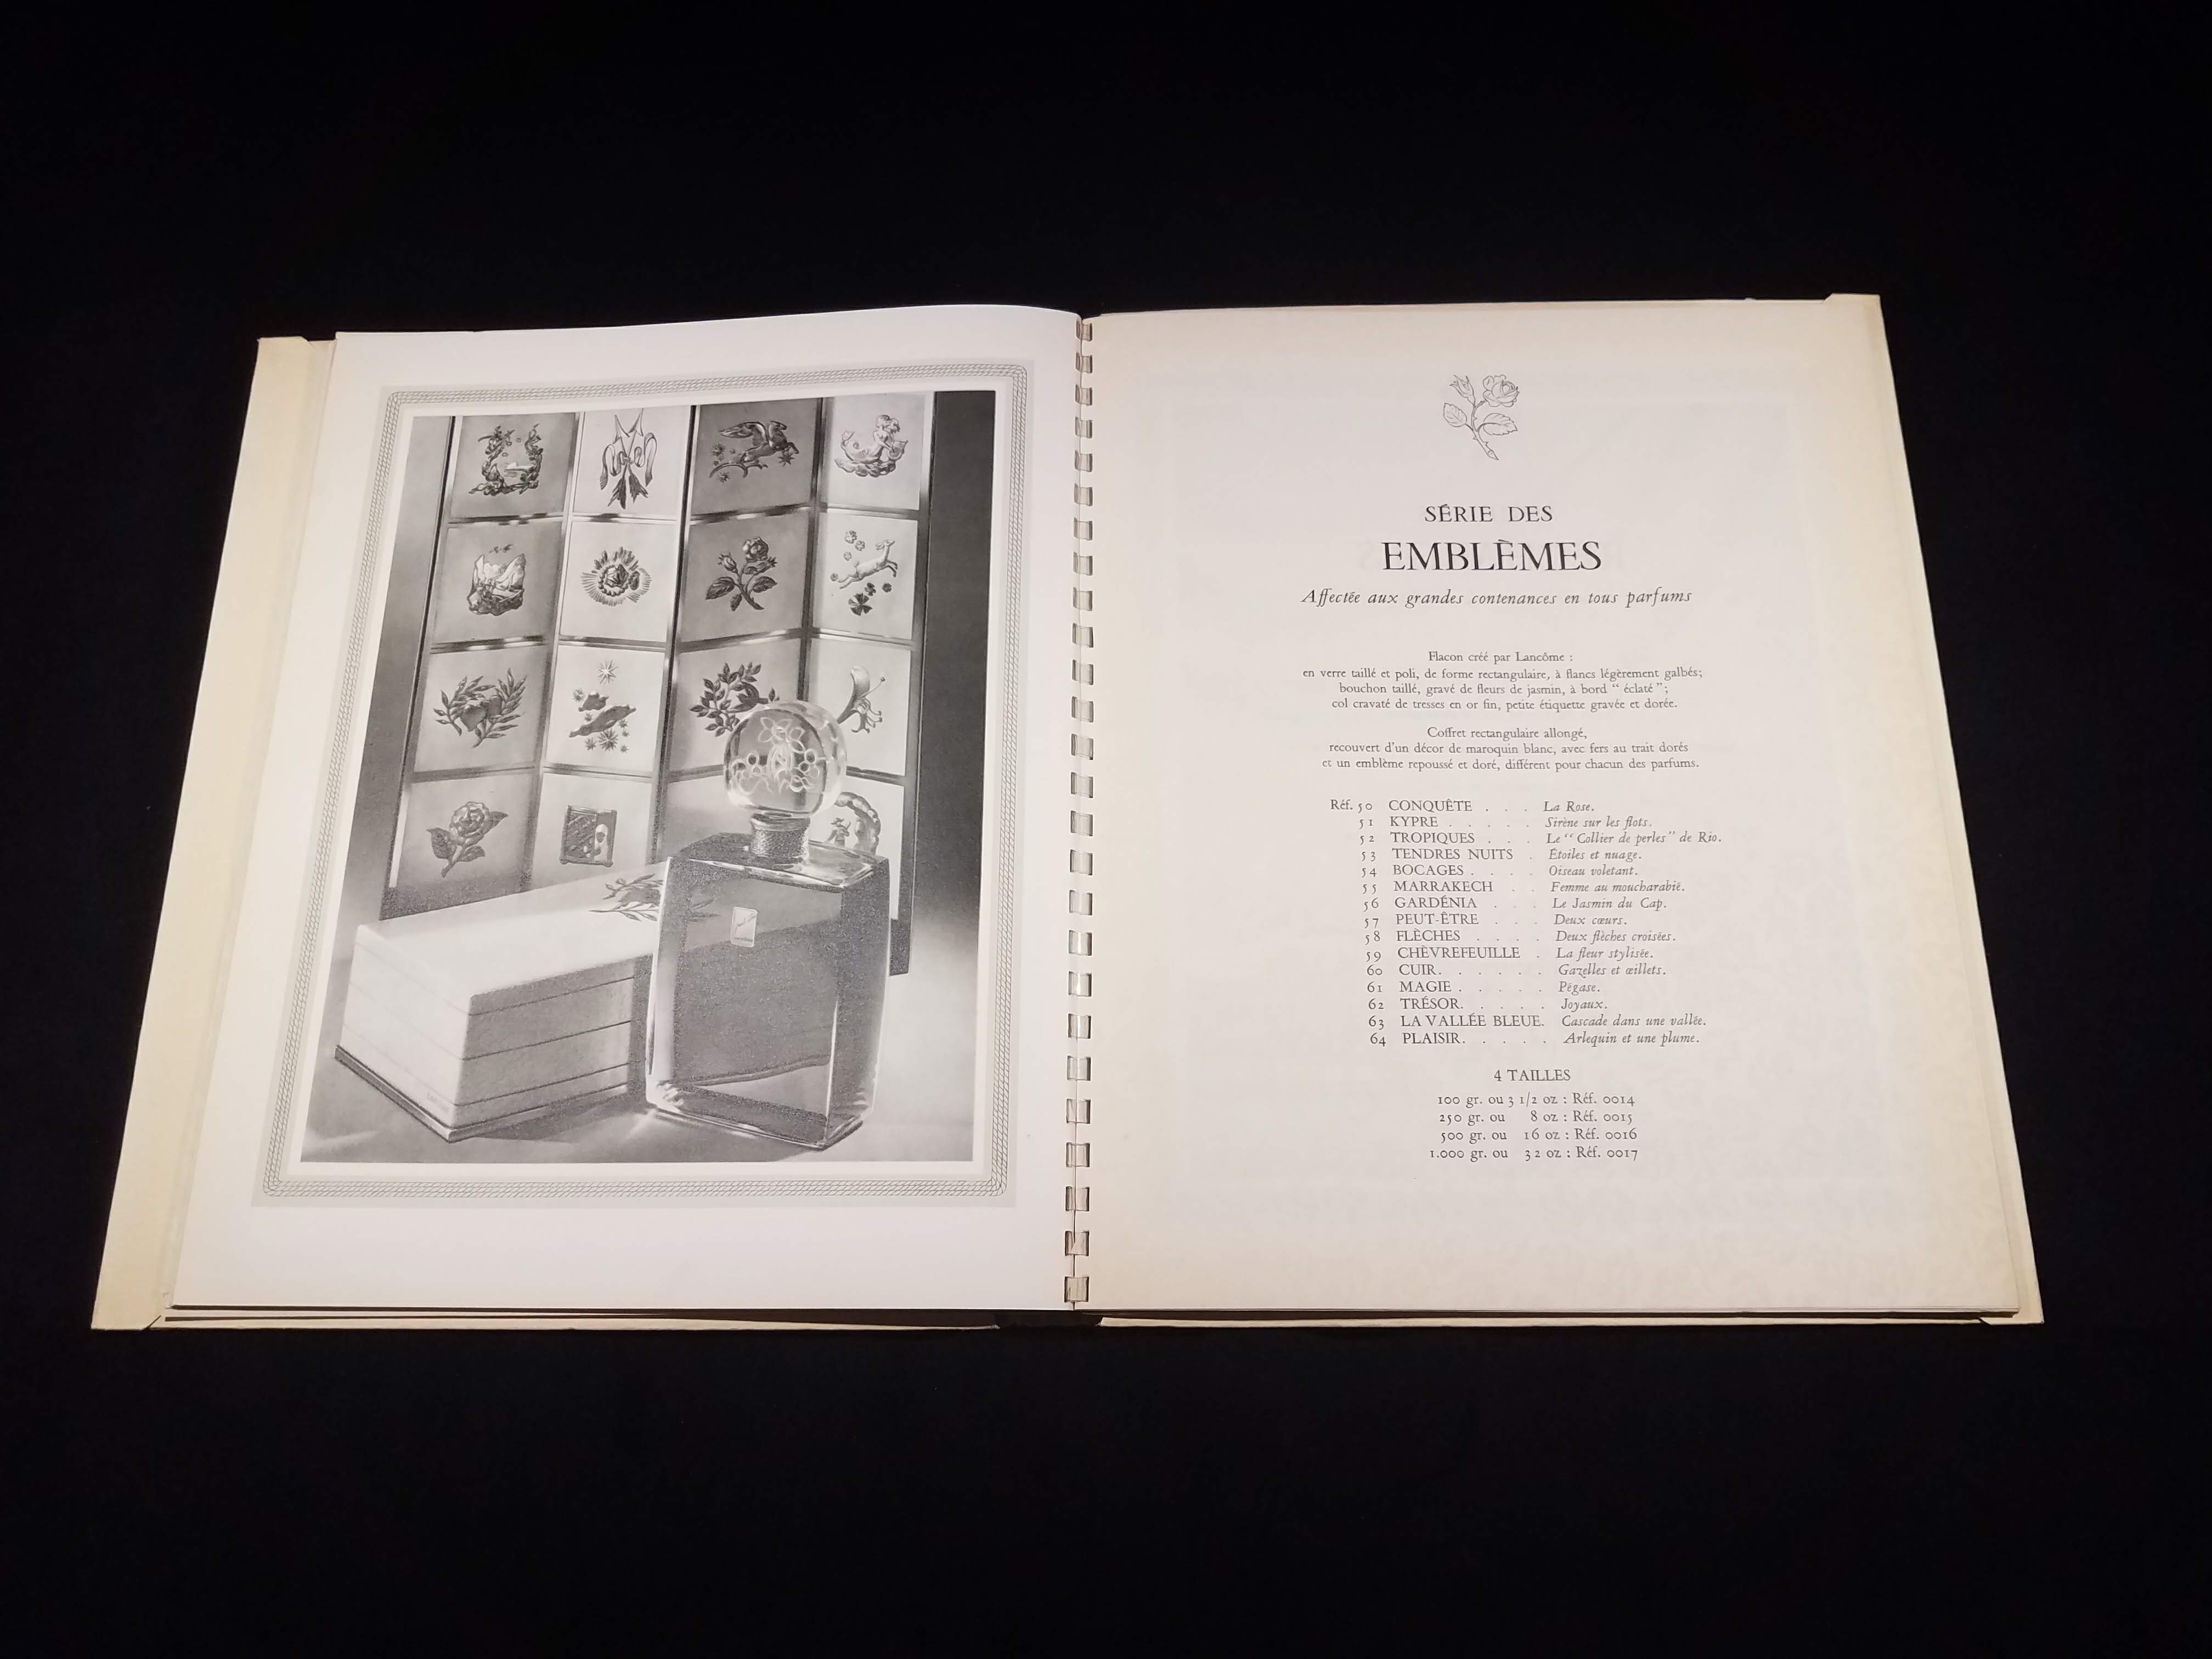 SÉRIE DES
EMBLÈMES
Affectée aux grandes contenances en tous parfums
Flacon créé par Lancôme :
en verre taillé et poli, de forme rectangulaire, à flancs légèrement galbés;
bouchon taillé, gravé de fleurs de jasmin, à bord “ éclaté ”;
col cravaté de tresses en or fin, petite étiquette gravée et dorée.
Coffret rectangulaire allongé,
recouvert d'un décor de maroquin blanc, avec fers au trait dorés
et un emblème repoussé et doré, différent pour chacun des parfums.
Réf. 50 CONQUÊTE . . . La Rose.
51 KYPRE . . . . . Sirène sur les flots.
52 TROPIQUES . . . Le “ Collier de perles ” de Rio.
53 TENDRES NUITS . Étoiles et nuage.
54 BOCAGES . . . . Oiseau voletant.
55 MARRAKECH . . Femme au moucharabié.
56 GARDÉNIA . . . Le Jasmin du Cap.
57 PEUT-ÊTRE . . . Deux cœurs.
58 FLÈCHES . . . . Deux flèches croisées.
59 CHÈVREFEUILLE . La fleur stylisée.
60 CUIR. . . . . . Gazelles et œillets.
61 MAGIE . . . . . Pégase.
62 TRÉSOR. . . . . Joyaux.
63 LA VALLÉE BLEUE. Cascade dans une vallée.
64 PLAISIR. . . . . Arlequin et une plume.
4 TAILLES
100 gr. ou 3 1/2 oz : Réf. 0014
250 gr. ou 8 oz : Réf. 0015
500 gr. ou 16 oz : Réf. 0016
1.000 gr. ou 32 oz : Réf. 0017